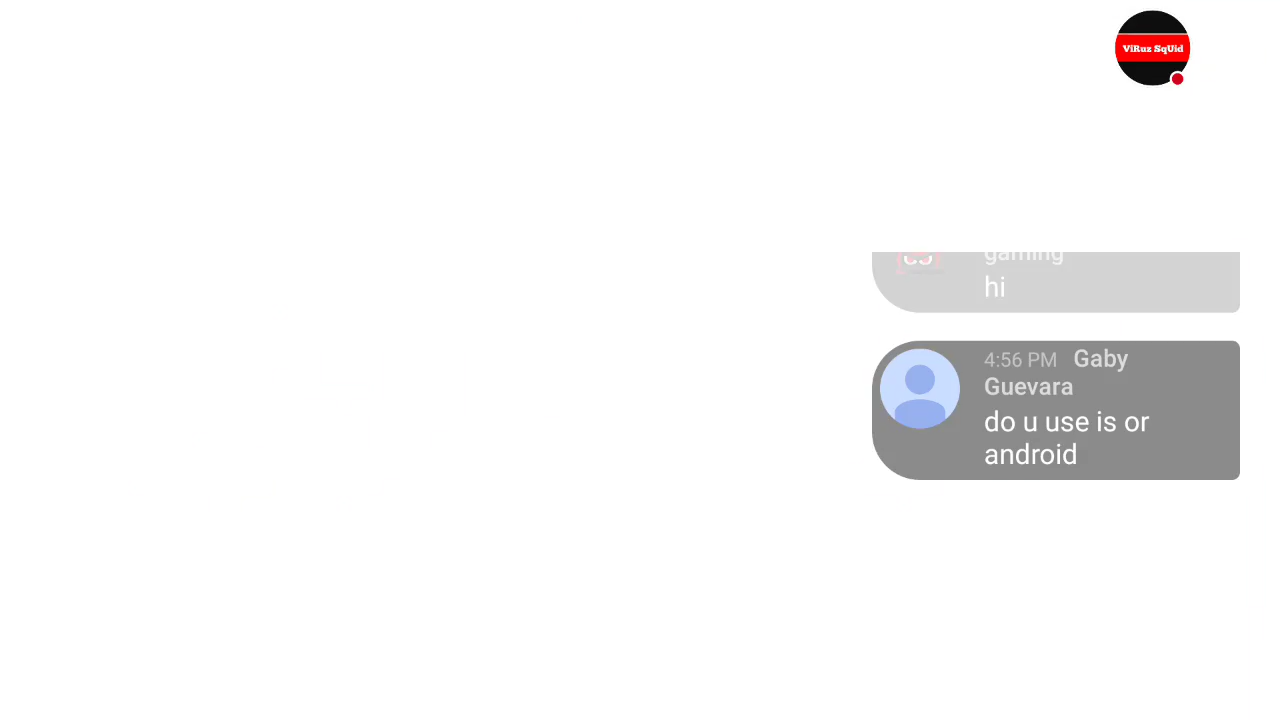 ViRuz SqUid
gaming
hi
4:56 PM Gaby
Guevara
do u use is or
android